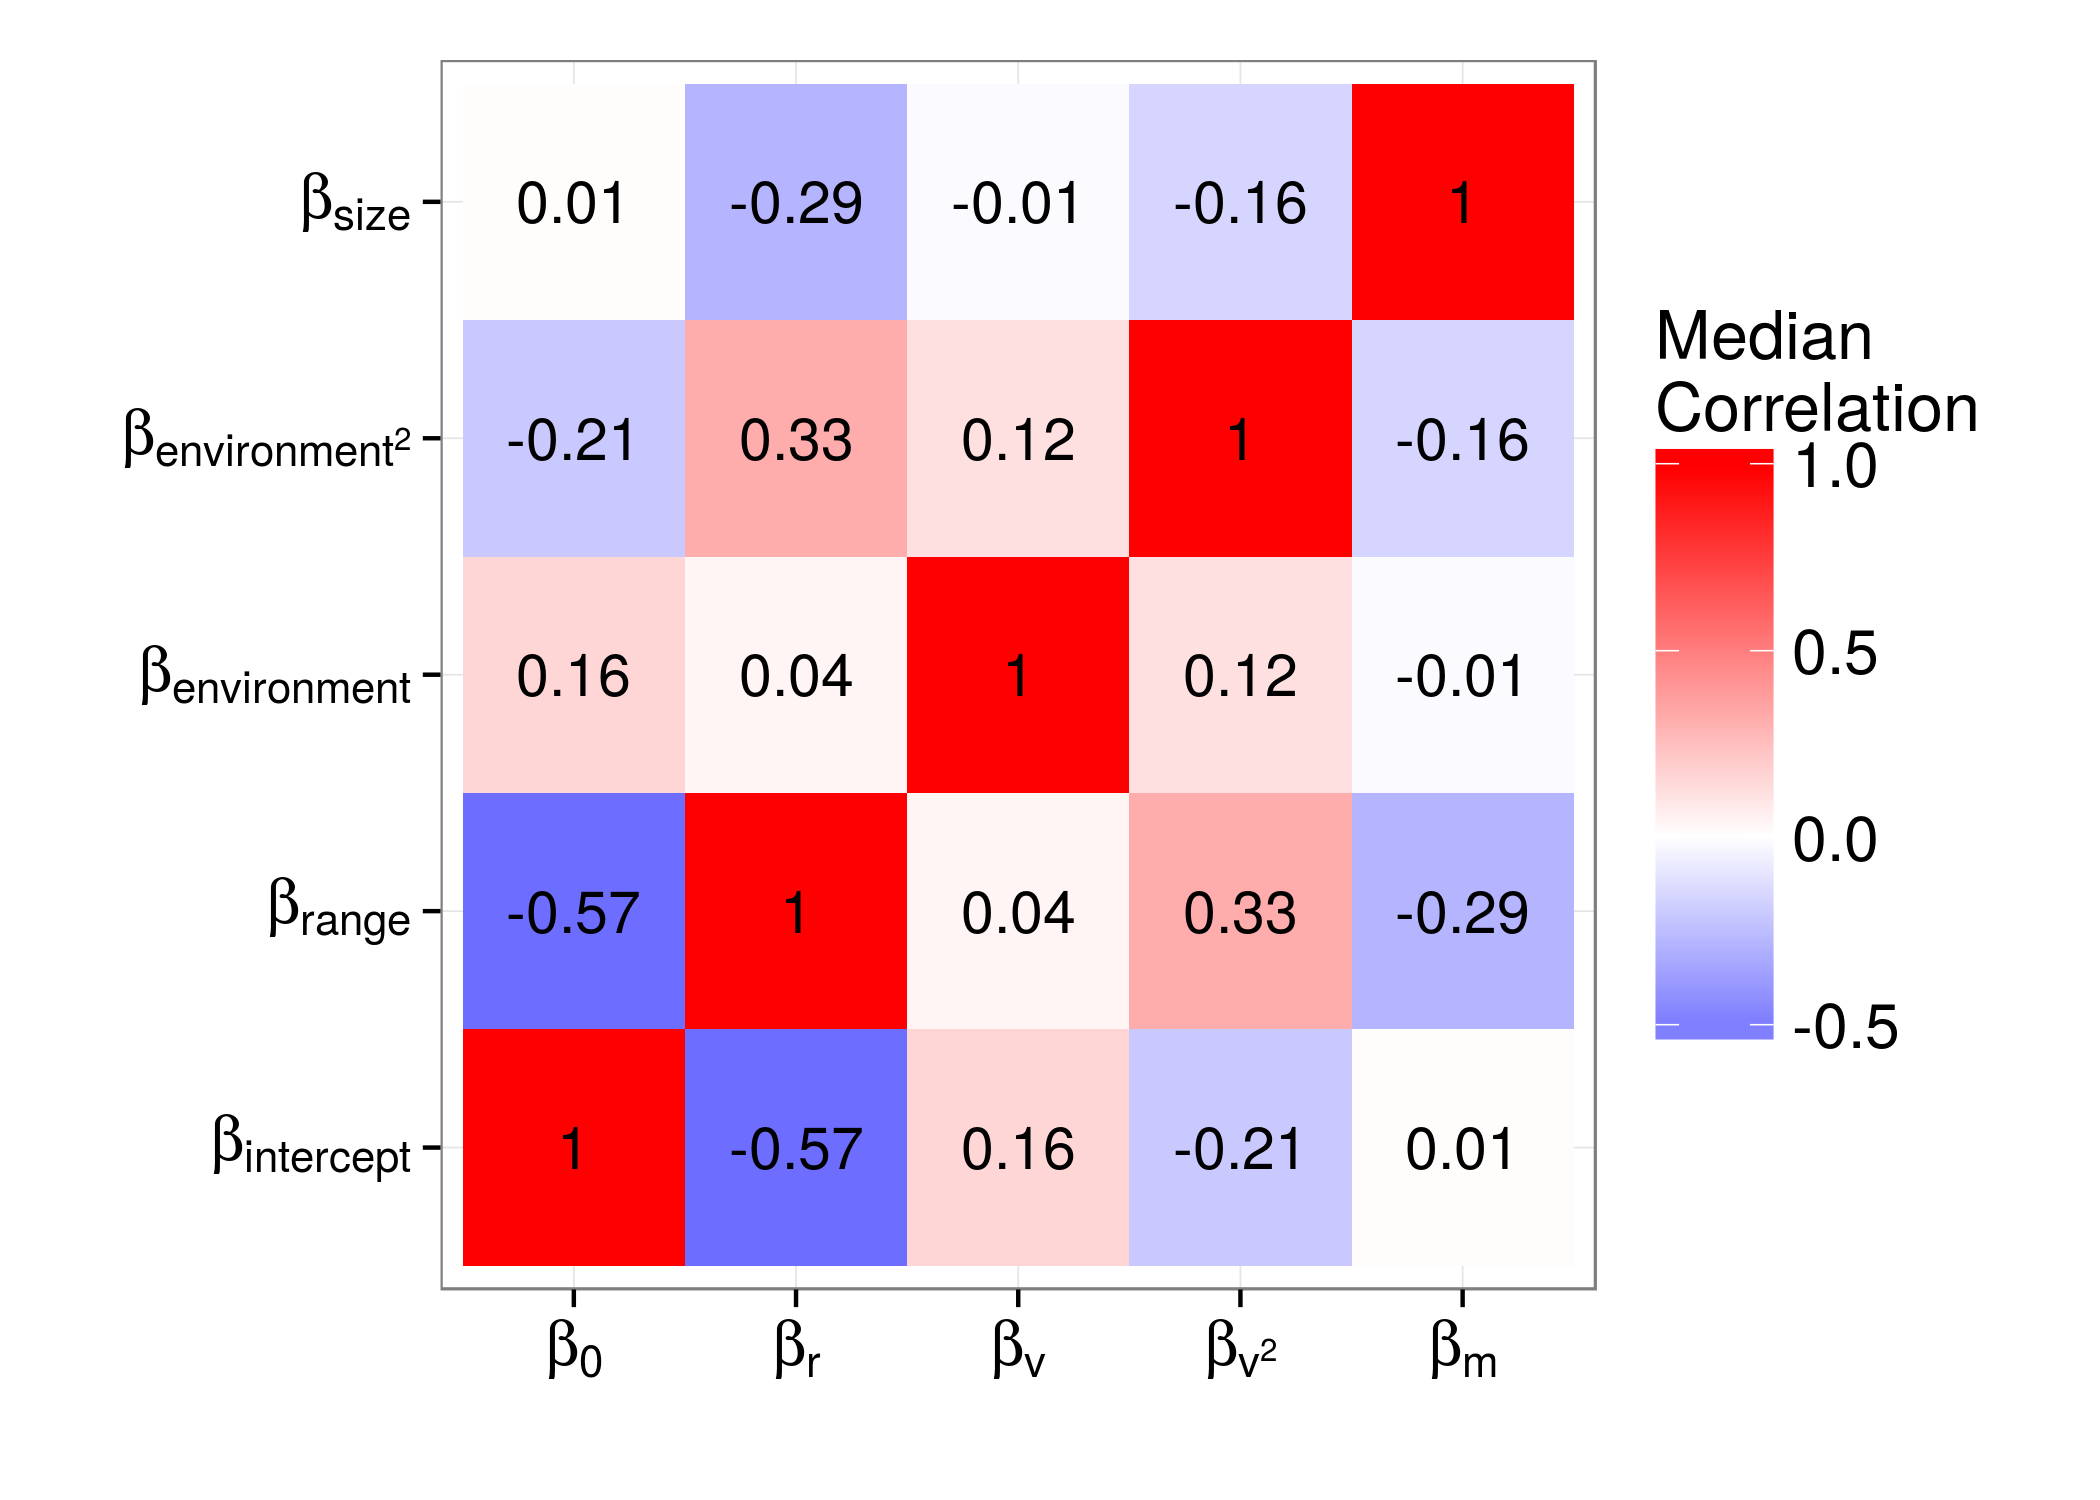 β_size 0.01 -0.29 -0.01 -0.16 1
β_environment² -0.21 0.33 0.12 1 -0.16
β_environment 0.16 0.04 1 0.12 -0.01
β_range -0.57 1 0.04 0.33 -0.29
β_intercept 1 -0.57 0.16 -0.21 0.01
β_0 β_r β_v β_v² β_m
Median
Correlation
1.0
0.5
0.0
-0.5